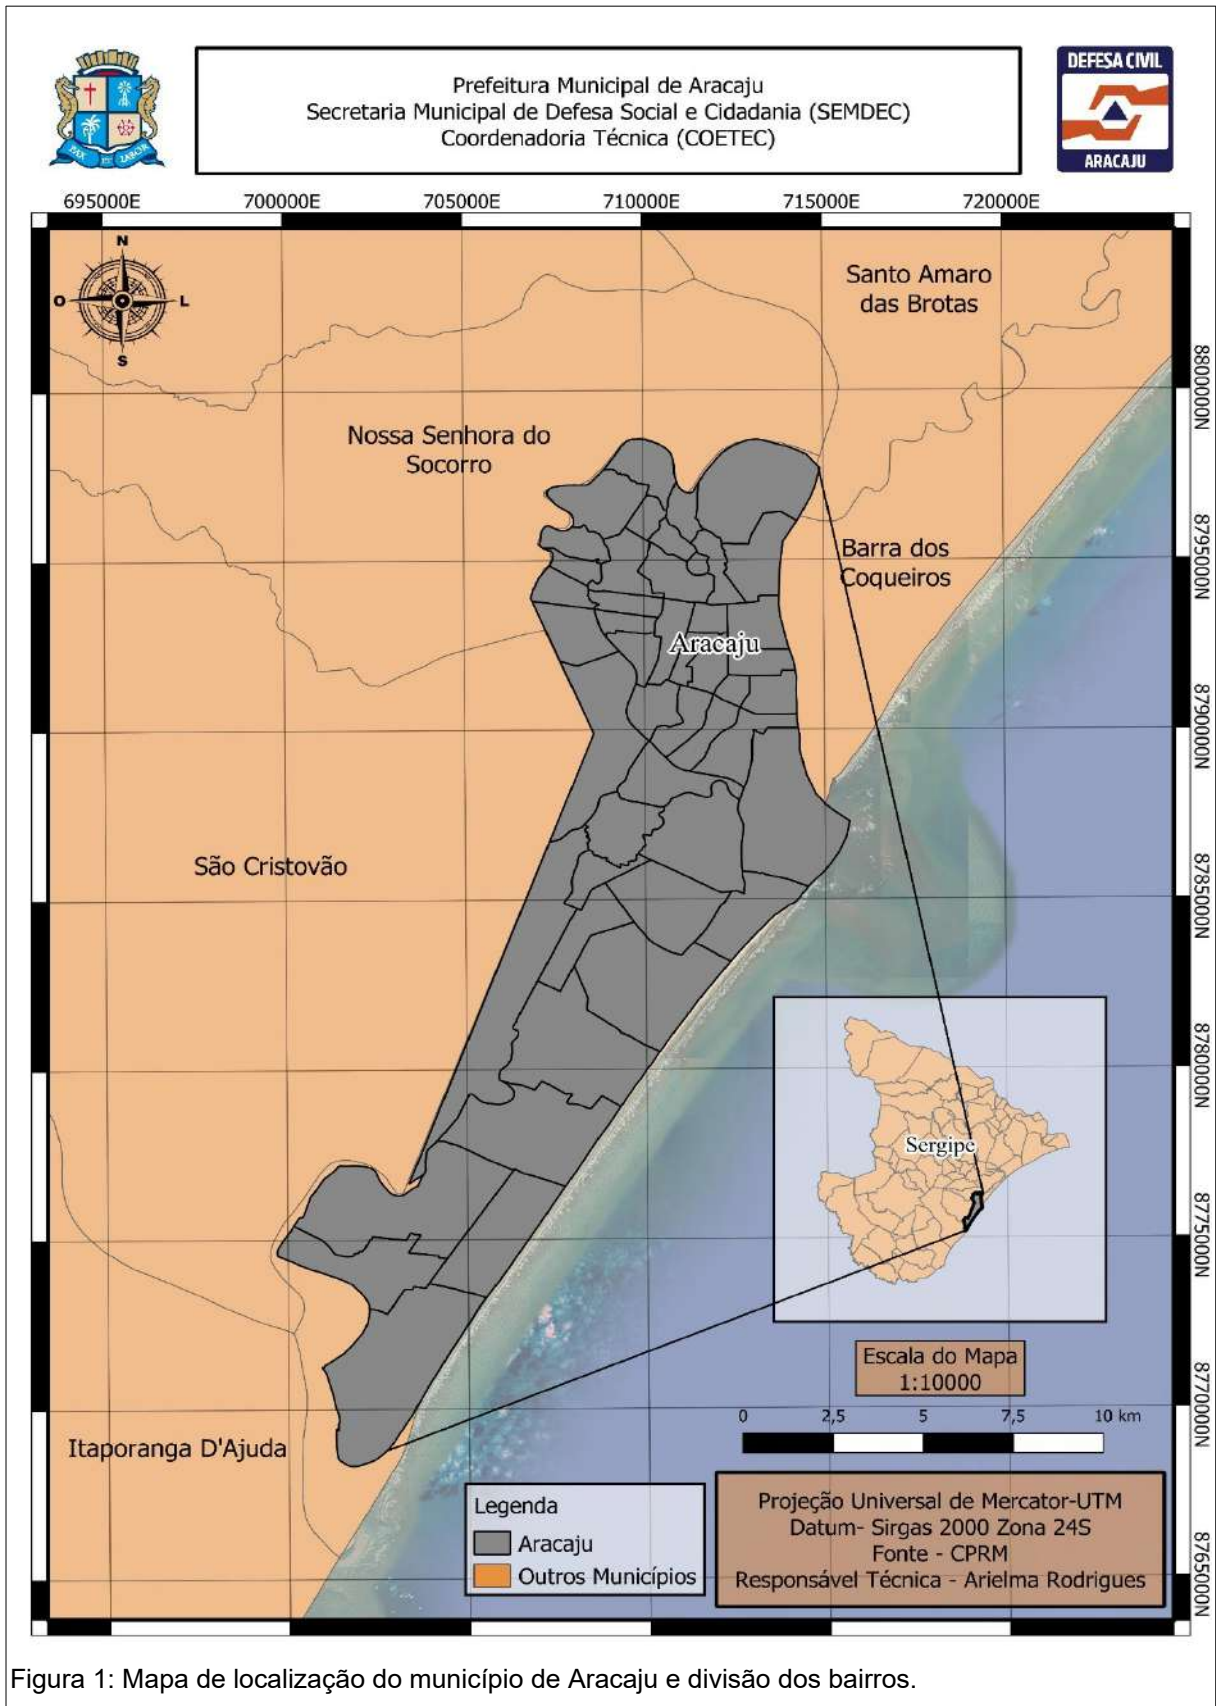 Prefeitura Municipal de Aracaju
Secretaria Municipal de Defesa Social e Cidadania (SEMDEC)
Coordenadoria Técnica (COETEC)
PAX ET LABOR
DEFESA CIVIL
ARACAJU
695000E 700000E 705000E 710000E 715000E 720000E
N
O L
S
Santo Amaro
das Brotas
8800000N
Nossa Senhora do
Socorro
8795000N
Barra dos
Coqueiros
Aracaju
8790000N
São Cristovão
8785000N
8780000N
Sergipe
8775000N
Escala do Mapa
1:10000
8770000N
0 2,5 5 7,5 10 km
Itaporanga D'Ajuda
Legenda
Aracaju
Outros Municípios
Projeção Universal de Mercator-UTM
Datum- Sirgas 2000 Zona 24S
Fonte - CPRM
Responsável Técnica - Arielma Rodrigues
8765000N
Figura 1: Mapa de localização do município de Aracaju e divisão dos bairros.